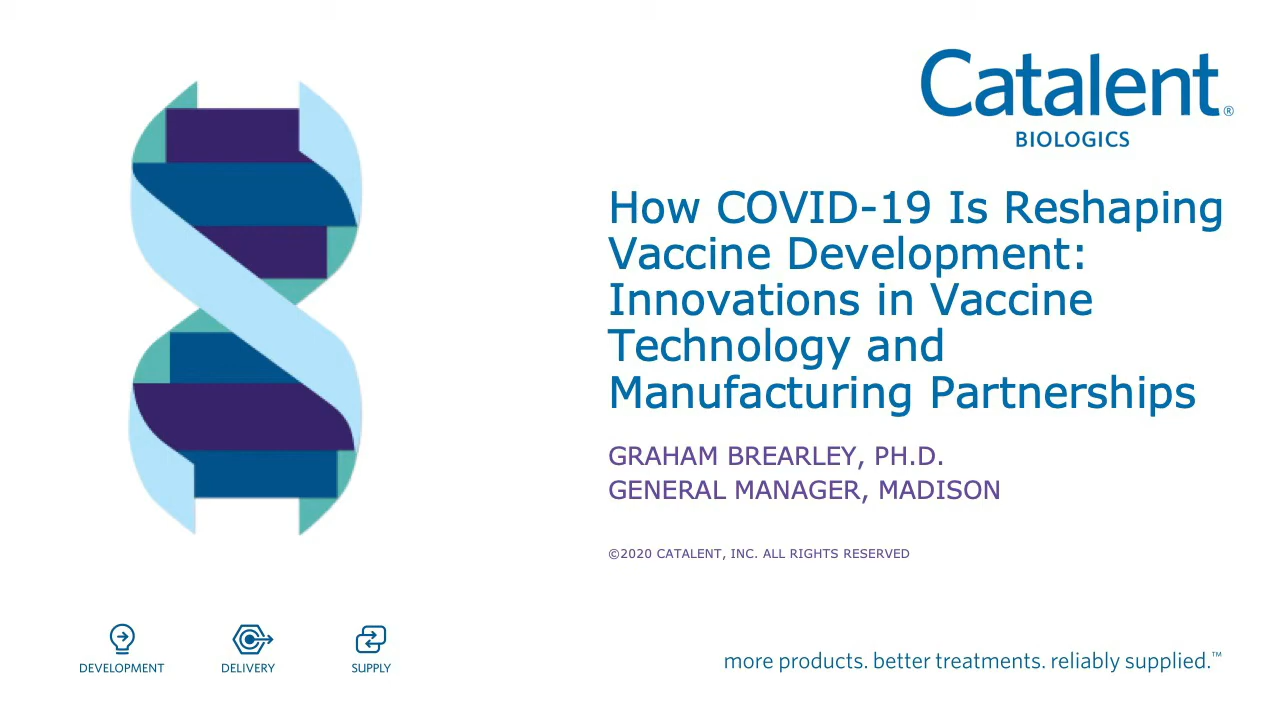 Catalent®
BIOLOGICS
How COVID-19 Is Reshaping
Vaccine Development:
Innovations in Vaccine
Technology and
Manufacturing Partnerships
GRAHAM BREARLEY, PH.D.
GENERAL MANAGER, MADISON
©2020 CATALENT, INC. ALL RIGHTS RESERVED
DEVELOPMENT
DELIVERY
SUPPLY
more products. better treatments. reliably supplied.™